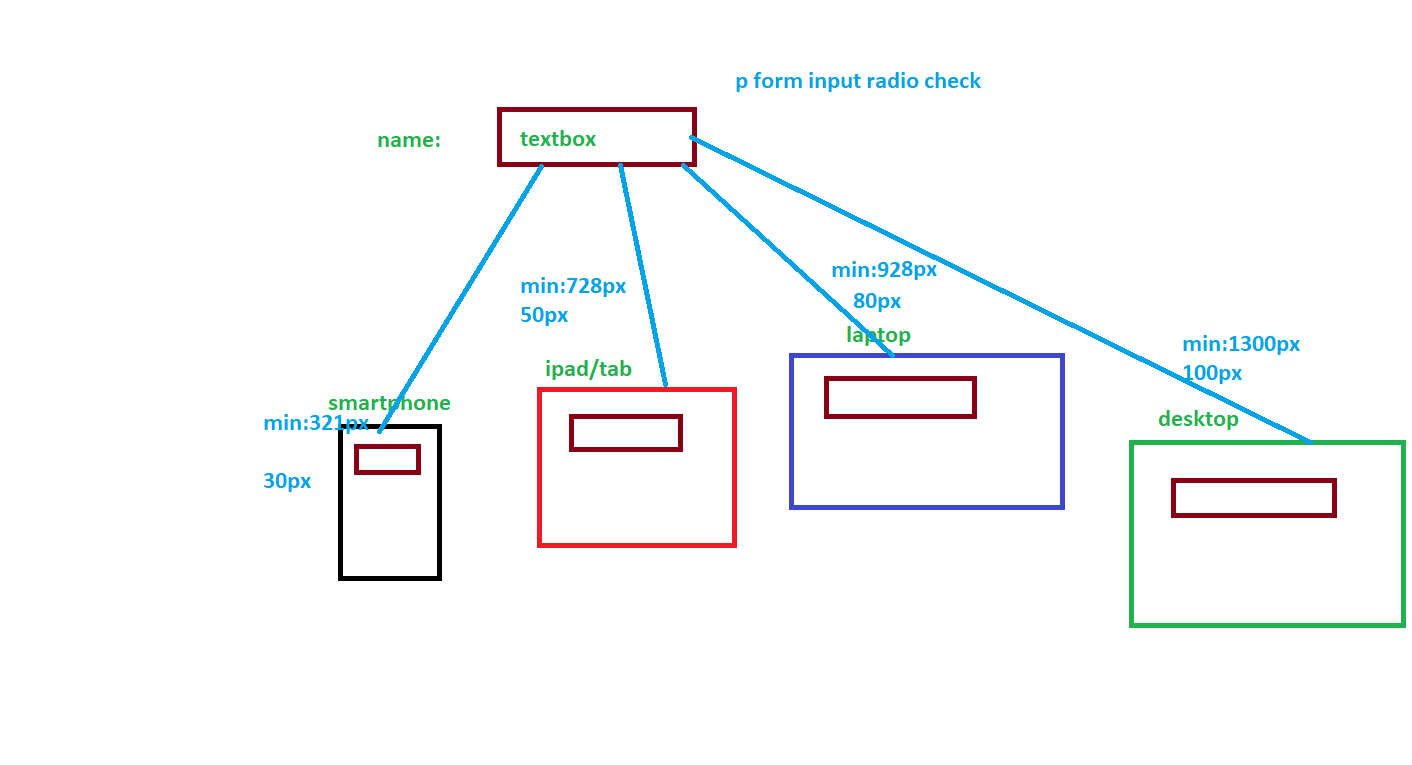 p form input radio check
name:
textbox
min:928px
80px
min:728px
50px
laptop
min:1300px
100px
ipad/tab
smartphone
min:321px
desktop
30px